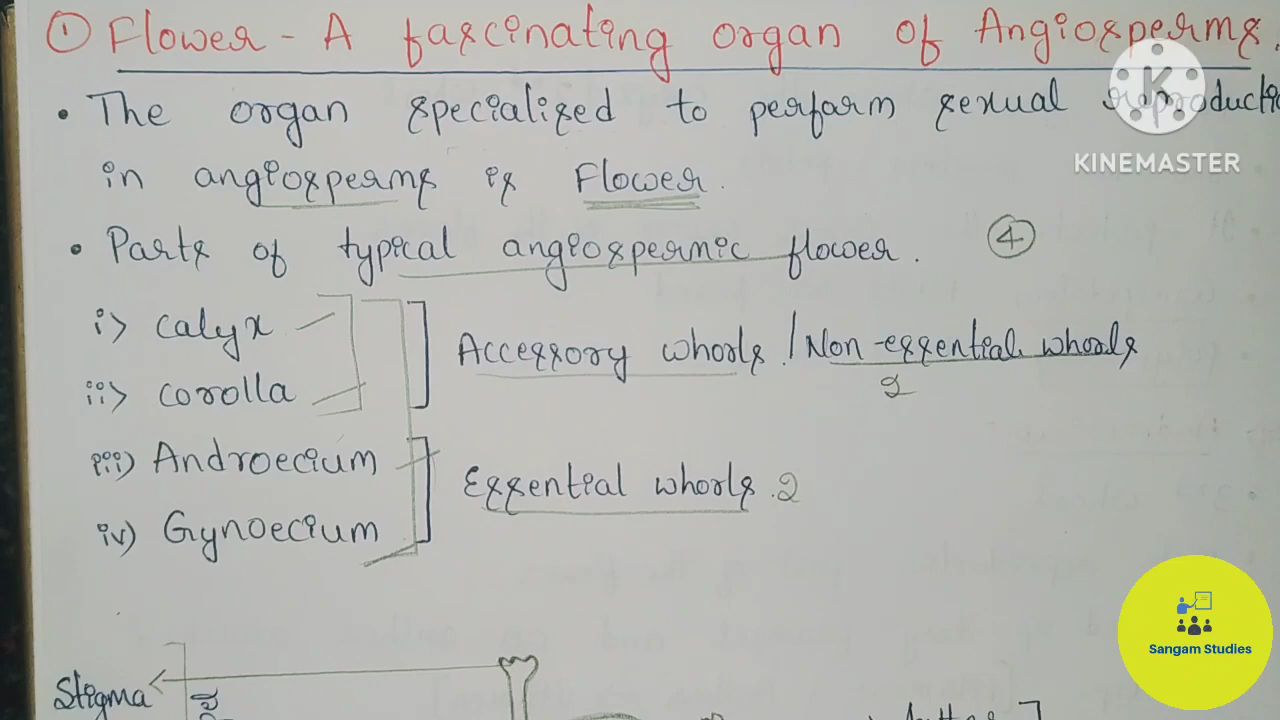 ① Flower - A fascinating organ of Angiosperms.
• The organ specialized to perfarm sexual
in angiosperms is Flower.
• Parts of typical angiospermic flower. ④
i> Calyx
Accessory whorls / Non-essential whorls
2
ii> corolla
iii) Androecium
Essential whorls. 2
iv) Gynoecium
Stigma
KINEMASTER
Sangam Studies